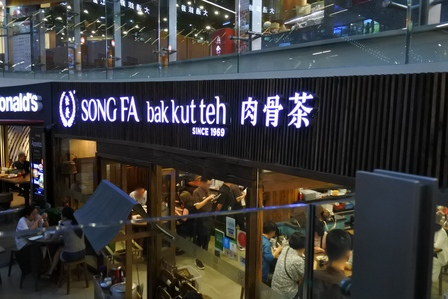 onald's
SONG FA bak kut teh 肉骨茶
SINCE 1969